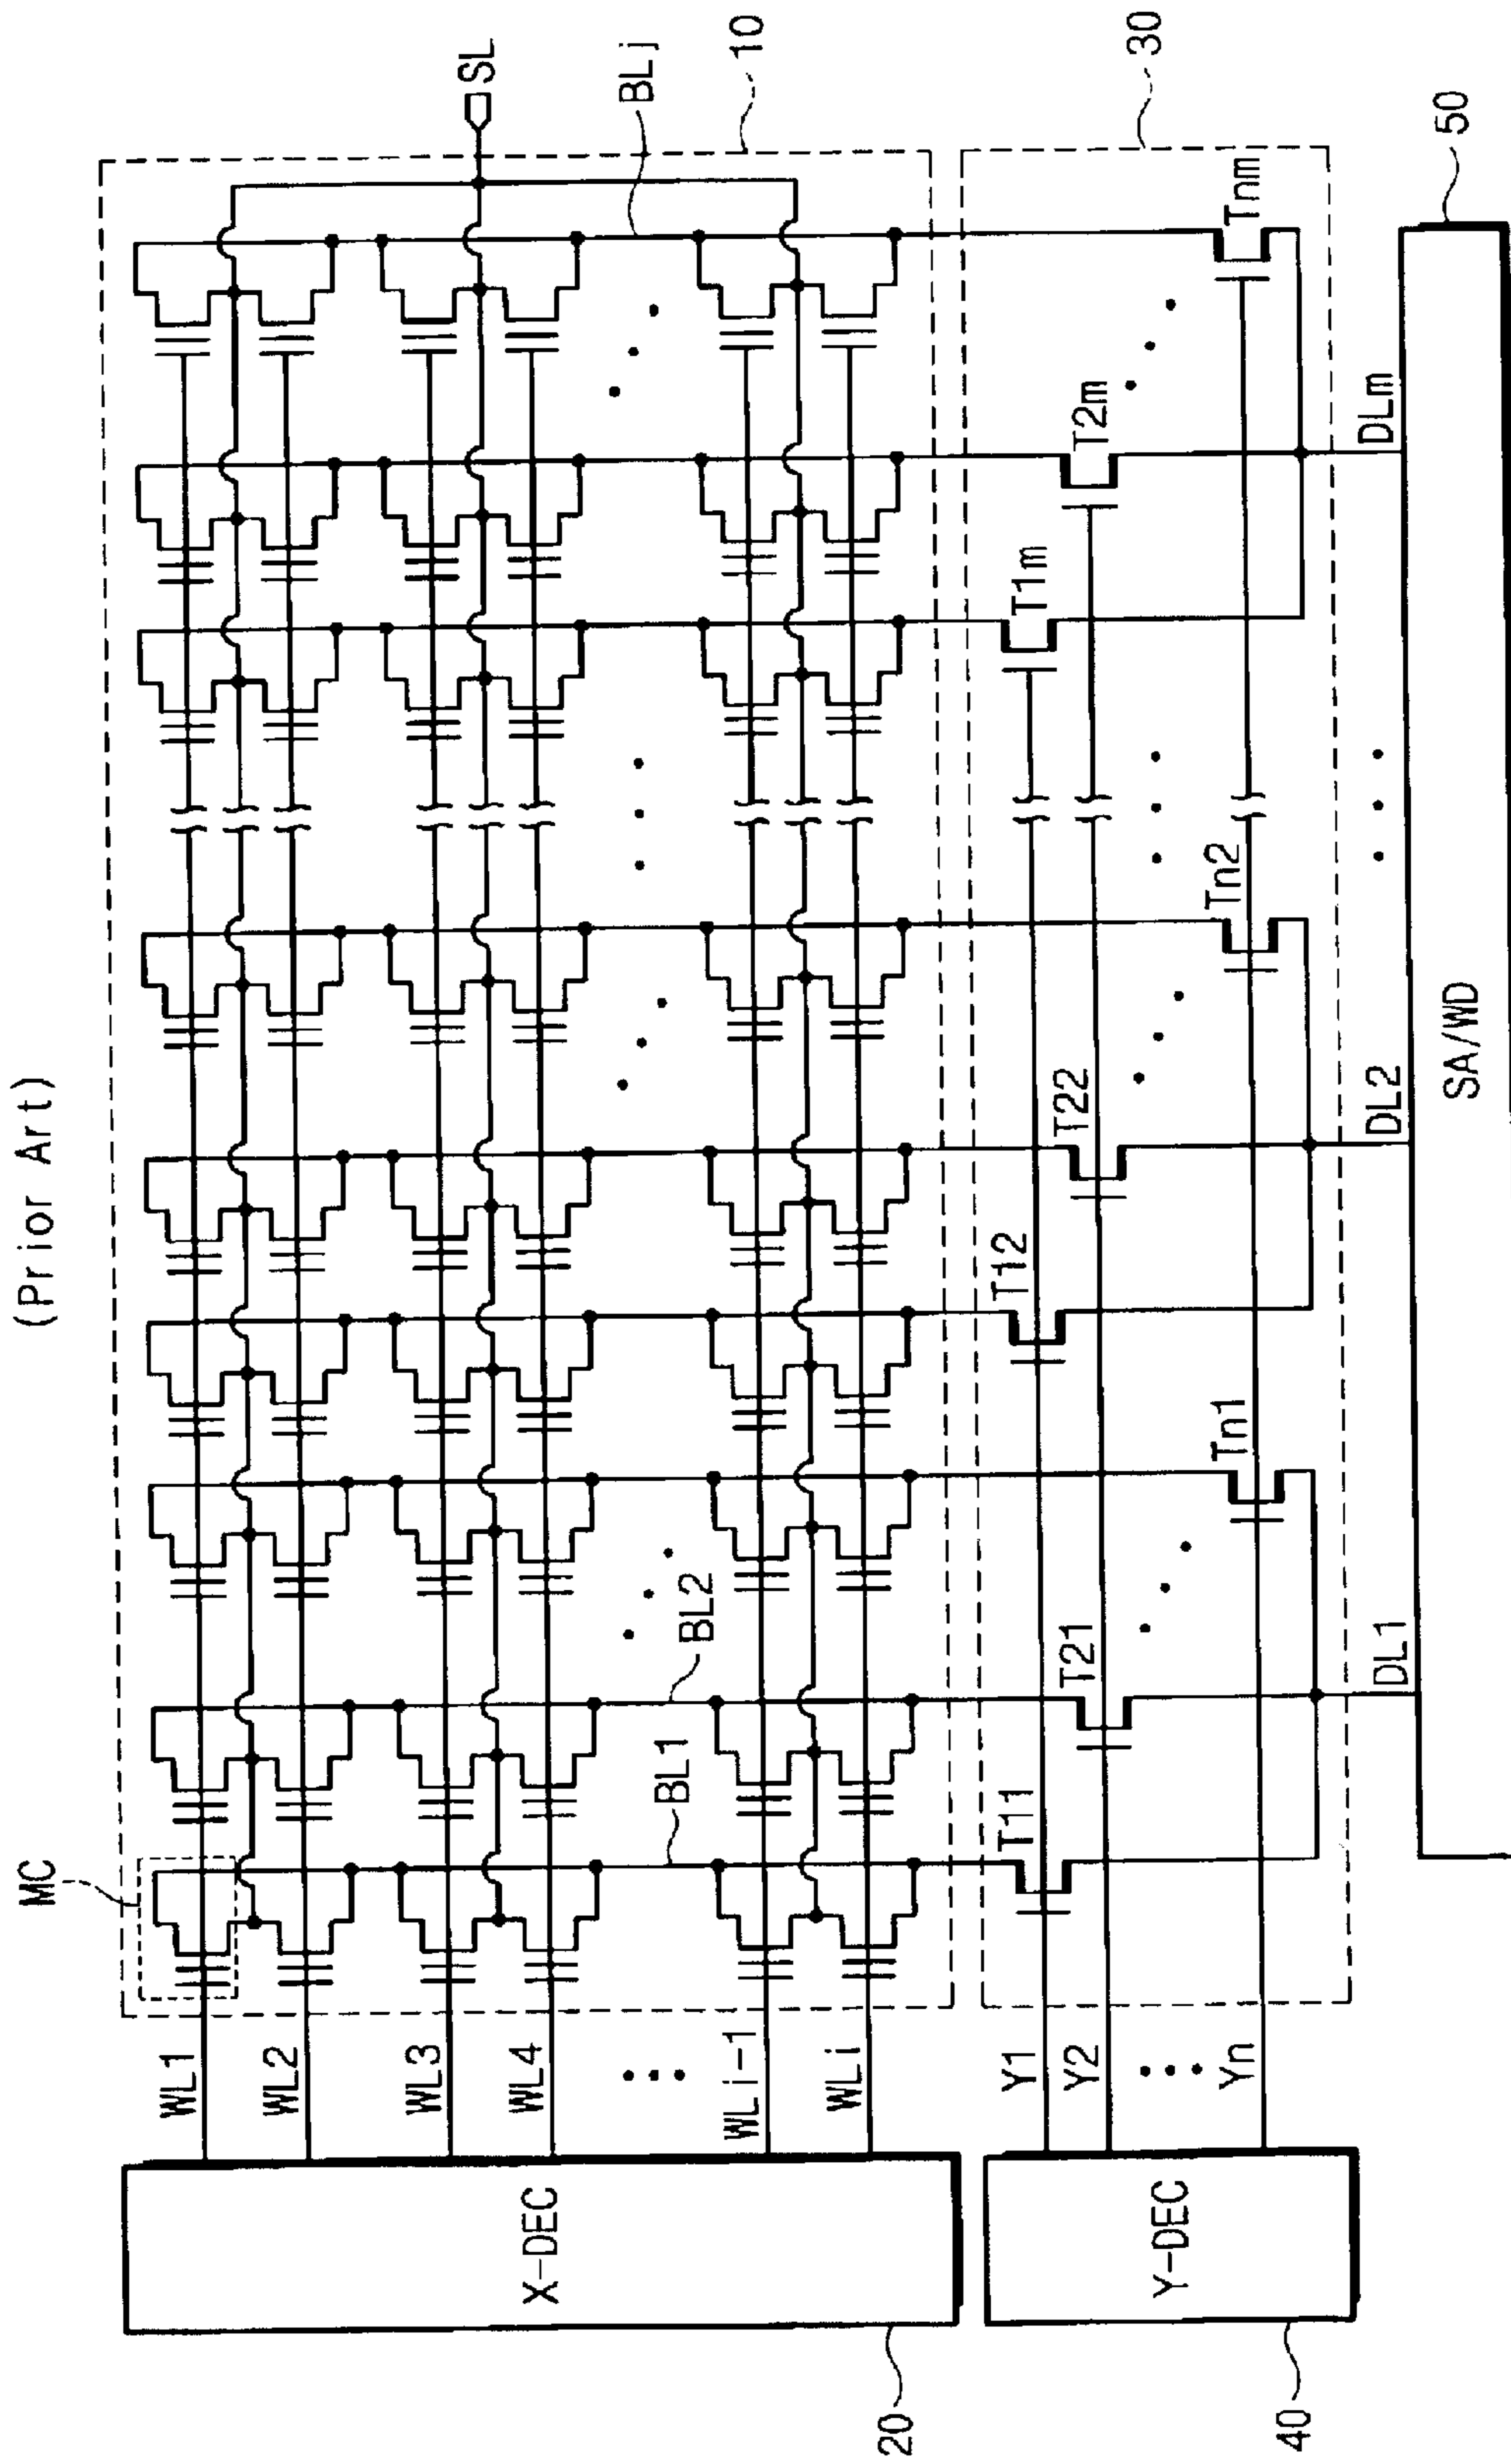 (Prior Art)
MC
SL
10
BLj
WL1
WL2
WL3
WL4
WLi-1
WLi
BL1
BL2
X-DEC
20
30
T11
T21
Tn1
T12
T22
Tn2
T1m
T2m
Tnm
Y1
Y2
Yn
Y-DEC
40
DL1
DL2
DLm
SA/WD
50